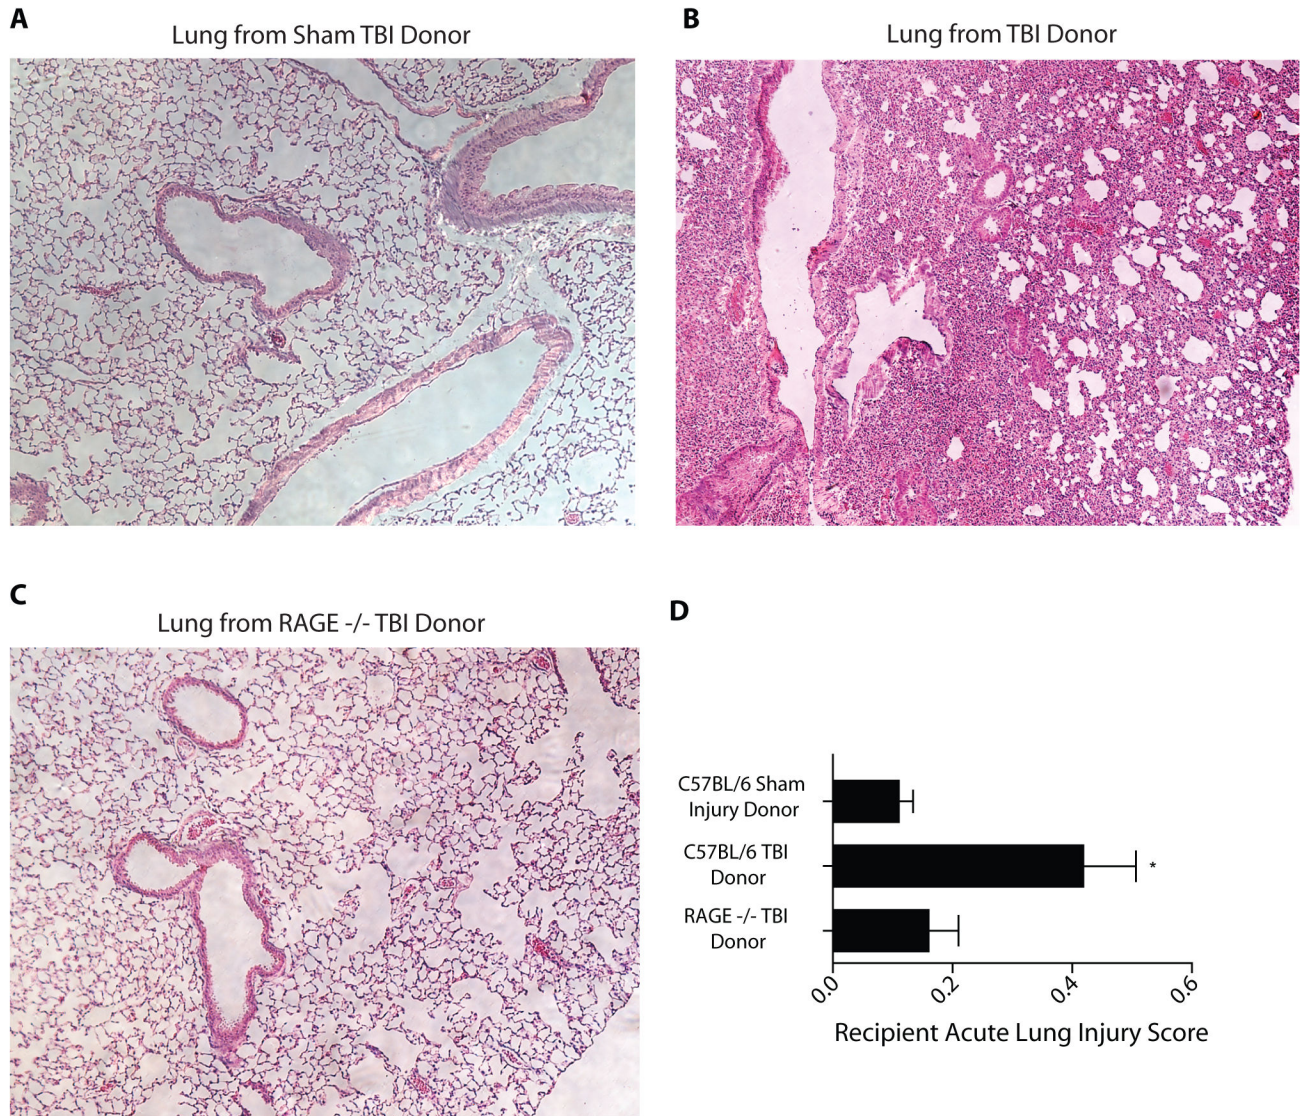 A
Lung from Sham TBI Donor
B
Lung from TBI Donor
C
Lung from RAGE -/- TBI Donor
D
C57BL/6 Sham
Injury Donor
C57BL/6 TBI
Donor
*
RAGE -/- TBI
Donor
0.0
0.2
0.4
0.6
Recipient Acute Lung Injury Score